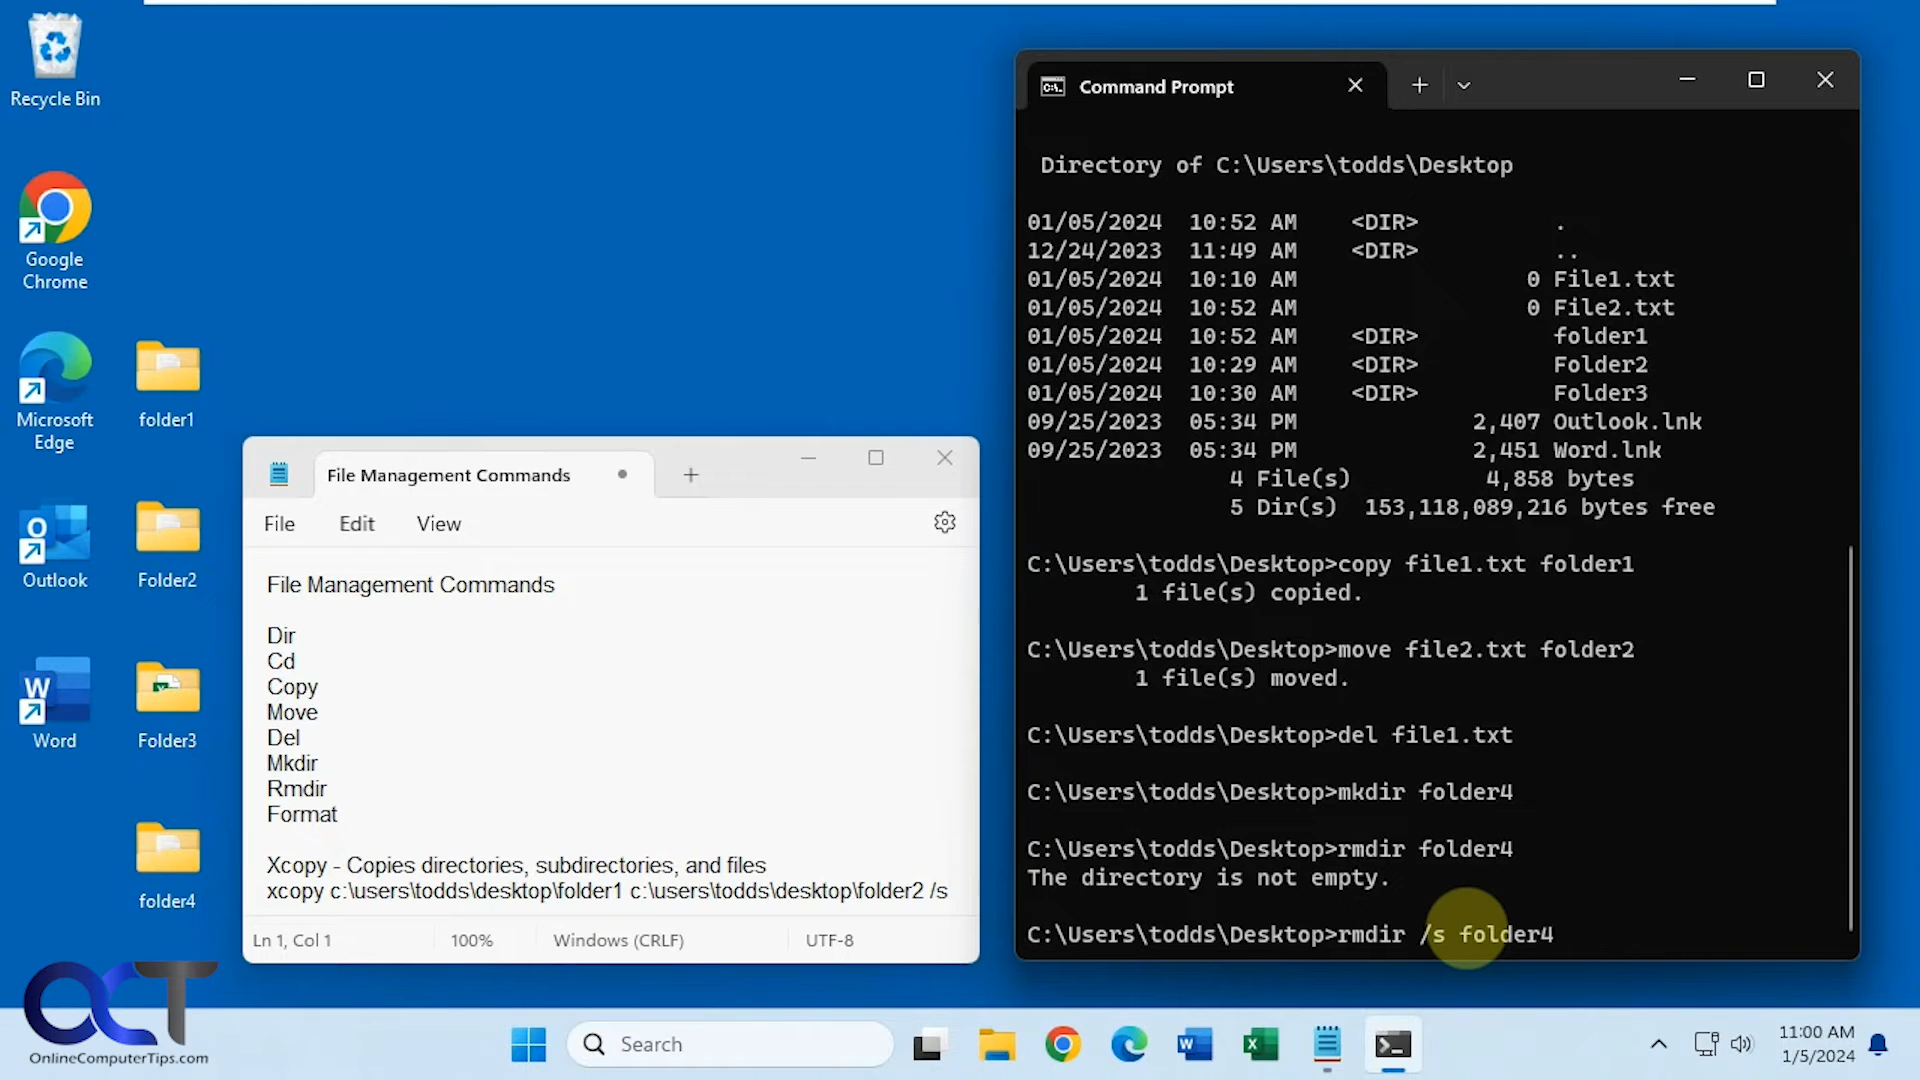 Recycle Bin
Google
Chrome
Microsoft
Edge
folder1
Outlook
Folder2
Word
Folder3
folder4
File Management Commands
File Edit View
File Management Commands
Dir
Cd
Copy
Move
Del
Mkdir
Rmdir
Format
Xcopy - Copies directories, subdirectories, and files
xcopy c:\users\todds\desktop\folder1 c:\users\todds\desktop\folder2 /s
Ln 1, Col 1 100% Windows (CRLF) UTF-8
Command Prompt
Directory of C:\Users\todds\Desktop
01/05/2024 10:52 AM <DIR> .
12/24/2023 11:49 AM <DIR> ..
01/05/2024 10:10 AM 0 File1.txt
01/05/2024 10:52 AM 0 File2.txt
01/05/2024 10:52 AM <DIR> folder1
01/05/2024 10:29 AM <DIR> Folder2
01/05/2024 10:30 AM <DIR> Folder3
09/25/2023 05:34 PM 2,407 Outlook.lnk
09/25/2023 05:34 PM 2,451 Word.lnk
4 File(s) 4,858 bytes
5 Dir(s) 153,118,089,216 bytes free
C:\Users\todds\Desktop>copy file1.txt folder1
1 file(s) copied.
C:\Users\todds\Desktop>move file2.txt folder2
1 file(s) moved.
C:\Users\todds\Desktop>del file1.txt
C:\Users\todds\Desktop>mkdir folder4
C:\Users\todds\Desktop>rmdir folder4
The directory is not empty.
C:\Users\todds\Desktop>rmdir /s folder4
OCT
OnlineComputerTips.com
Search
11:00 AM
1/5/2024